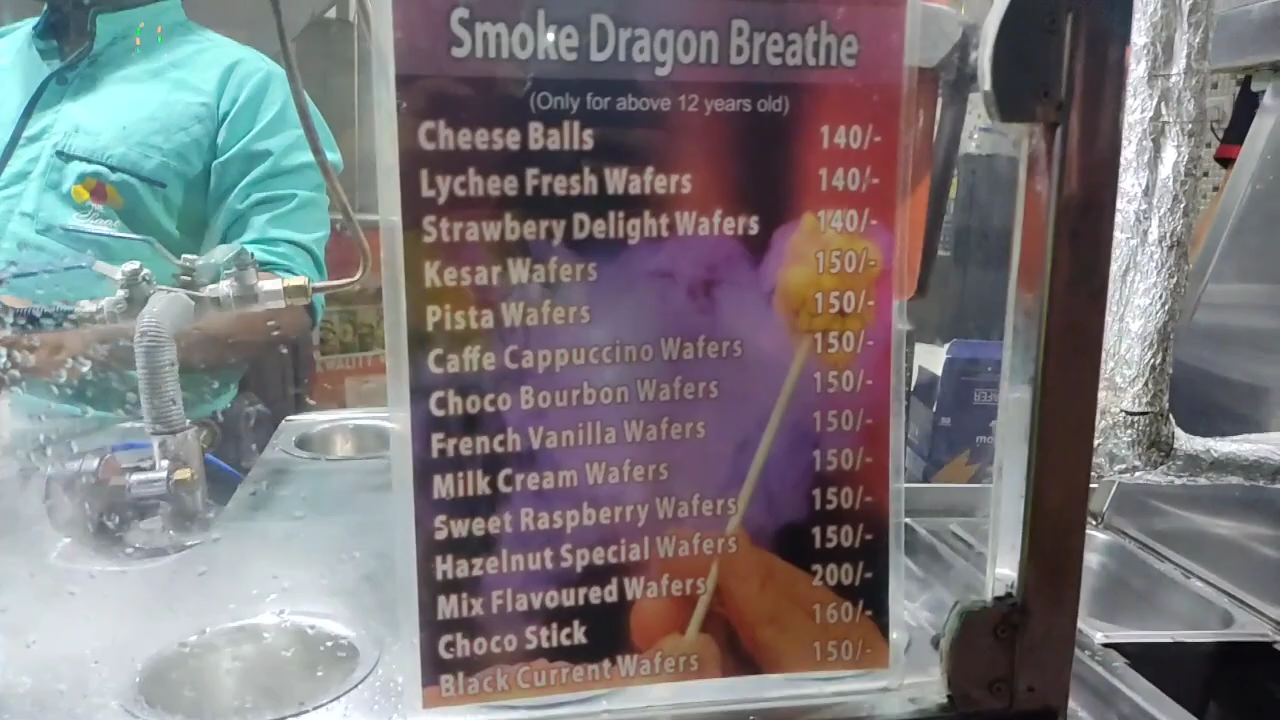 Smoke Dragon Breathe
(Only for above 12 years old)
Cheese Balls 140/-
Lychee Fresh Wafers 140/-
Strawbery Delight Wafers 140/-
Kesar Wafers 150/-
Pista Wafers 150/-
Caffe Cappuccino Wafers 150/-
Choco Bourbon Wafers 150/-
French Vanilla Wafers 150/-
Milk Cream Wafers 150/-
Sweet Raspberry Wafers 150/-
Hazelnut Special Wafers 150/-
Mix Flavoured Wafers 200/-
Choco Stick 160/-
Black Current Wafers 150/-